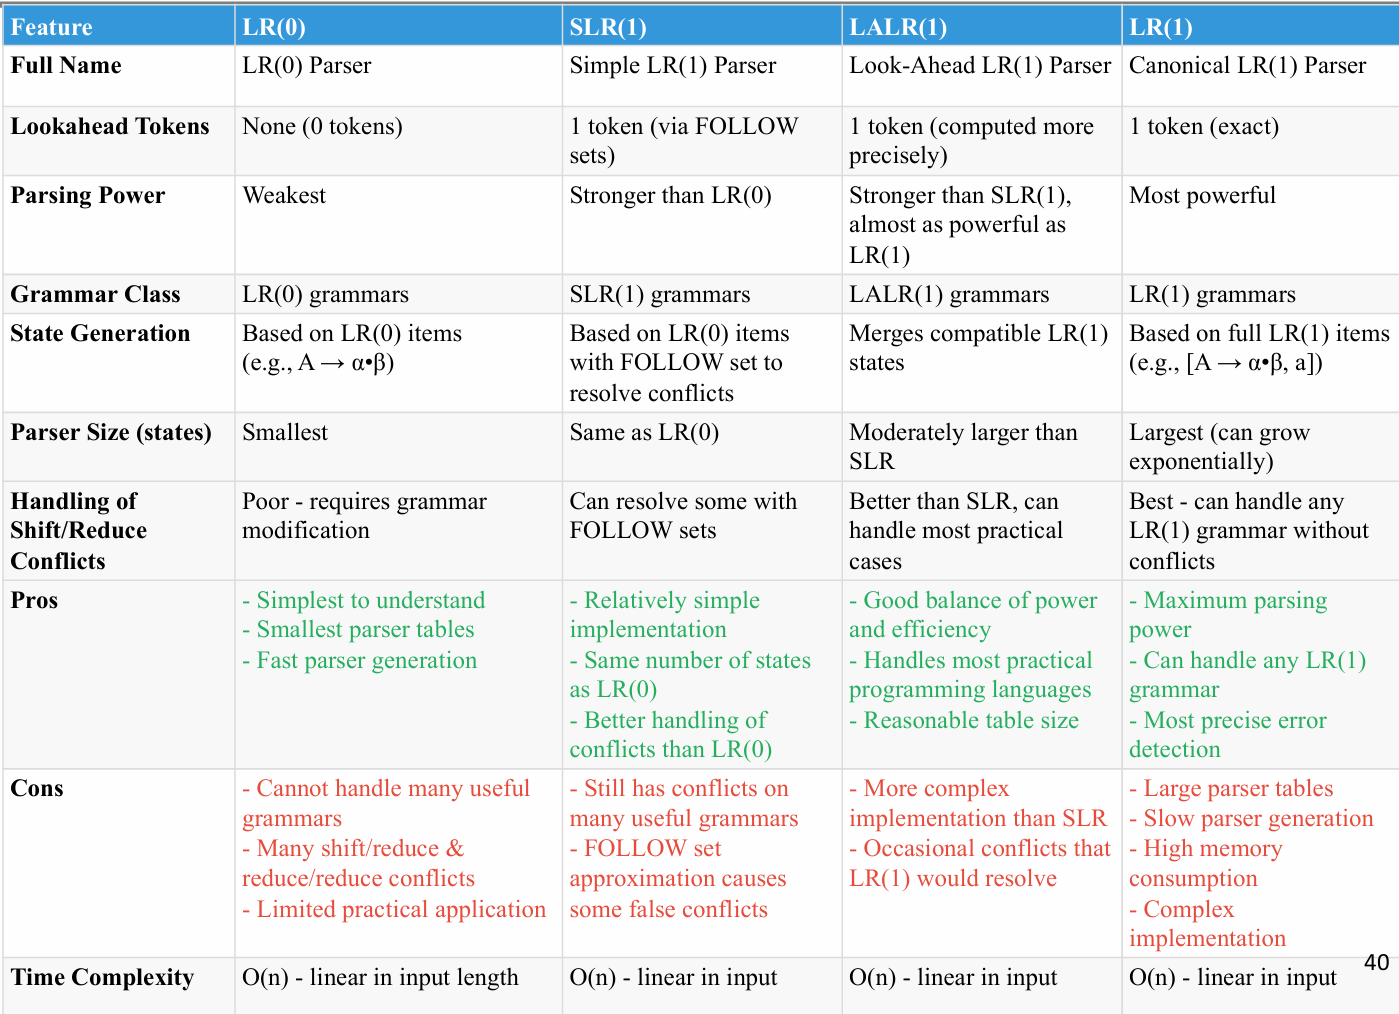 Feature LR(0) SLR(1) LALR(1) LR(1)
Full Name LR(0) Parser Simple LR(1) Parser Look-Ahead LR(1) Parser Canonical LR(1) Parser
Lookahead Tokens None (0 tokens) 1 token (via FOLLOW 1 token (computed more 1 token (exact)
sets) precisely)
Parsing Power Weakest Stronger than LR(0) Stronger than SLR(1), Most powerful
almost as powerful as
LR(1)
Grammar Class LR(0) grammars SLR(1) grammars LALR(1) grammars LR(1) grammars
State Generation Based on LR(0) items Based on LR(0) items Merges compatible LR(1) Based on full LR(1) items
(e.g., A → α•β) with FOLLOW set to states (e.g., [A → α•β, a])
resolve conflicts
Parser Size (states) Smallest Same as LR(0) Moderately larger than Largest (can grow
SLR exponentially)
Handling of Poor - requires grammar Can resolve some with Better than SLR, can Best - can handle any
Shift/Reduce modification FOLLOW sets handle most practical LR(1) grammar without
Conflicts cases conflicts
Pros - Simplest to understand - Relatively simple - Good balance of power - Maximum parsing
- Smallest parser tables implementation and efficiency power
- Fast parser generation - Same number of states - Handles most practical - Can handle any LR(1)
as LR(0) programming languages grammar
- Better handling of - Reasonable table size - Most precise error
conflicts than LR(0) detection
Cons - Cannot handle many useful - Still has conflicts on - More complex - Large parser tables
grammars many useful grammars implementation than SLR - Slow parser generation
- Many shift/reduce & - FOLLOW set - Occasional conflicts that - High memory
reduce/reduce conflicts approximation causes LR(1) would resolve consumption
- Limited practical application some false conflicts - Complex
implementation
Time Complexity O(n) - linear in input length O(n) - linear in input O(n) - linear in input O(n) - linear in input
40